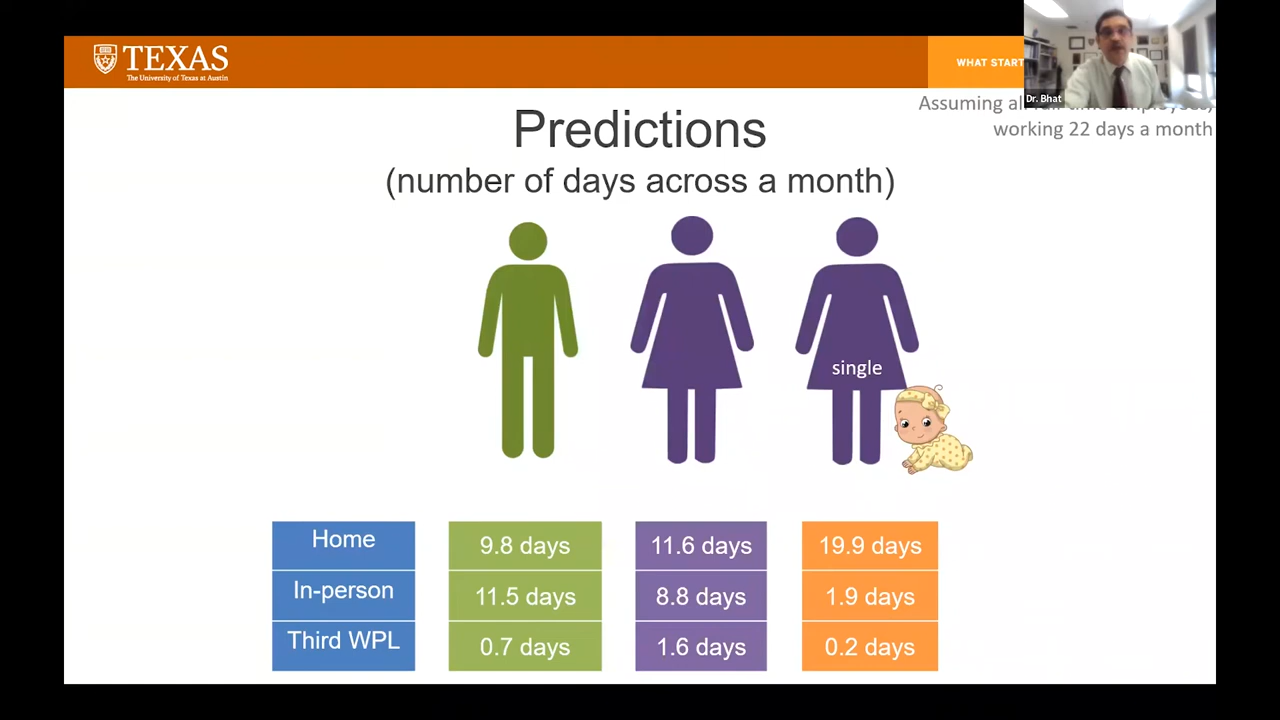 TEXAS
The University of Texas at Austin
WHAT START
Dr. Bhat
Assuming all
working 22 days a month
Predictions
(number of days across a month)
single
Home 9.8 days 11.6 days 19.9 days
In-person 11.5 days 8.8 days 1.9 days
Third WPL 0.7 days 1.6 days 0.2 days